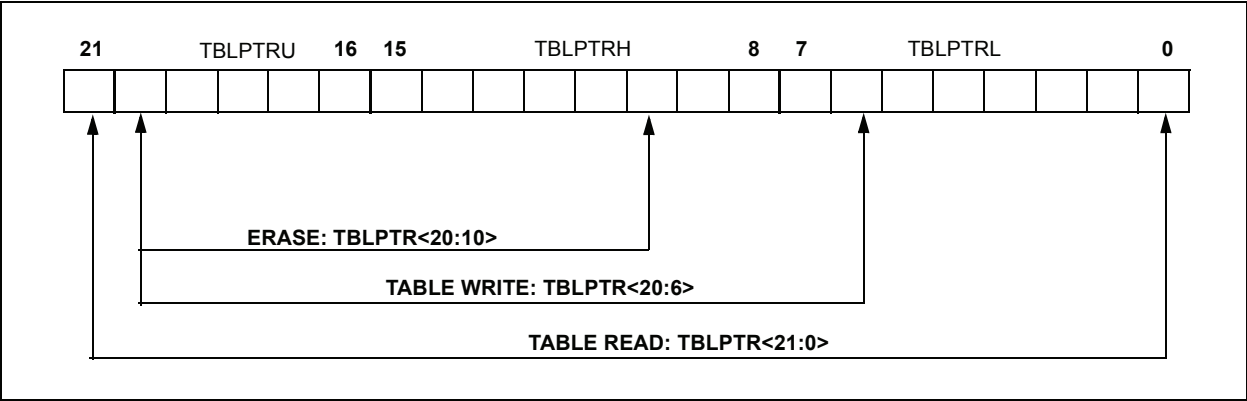 21 TBLPTRU 16 15 TBLPTRH 8 7 TBLPTRL 0
ERASE: TBLPTR<20:10>
TABLE WRITE: TBLPTR<20:6>
TABLE READ: TBLPTR<21:0>